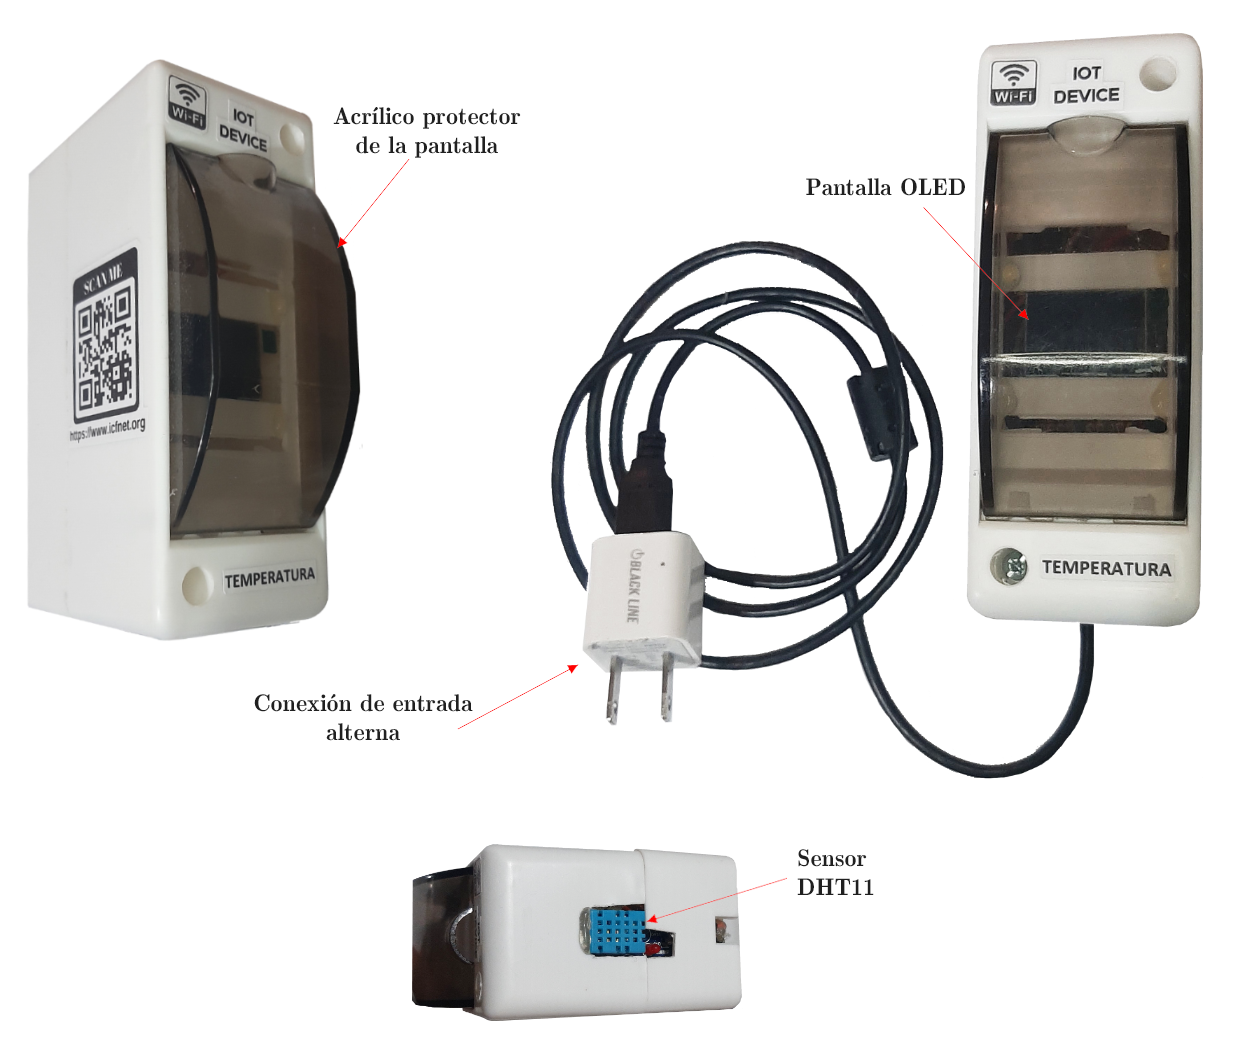 Wi-Fi
IOT
DEVICE
Acrílico protector
de la pantalla
SCAN ME
https://www.icfnet.org
TEMPERATURA
Wi-Fi
IOT
DEVICE
Pantalla OLED
TEMPERATURA
BLACK LINE
Conexión de entrada
alterna
Sensor
DHT11